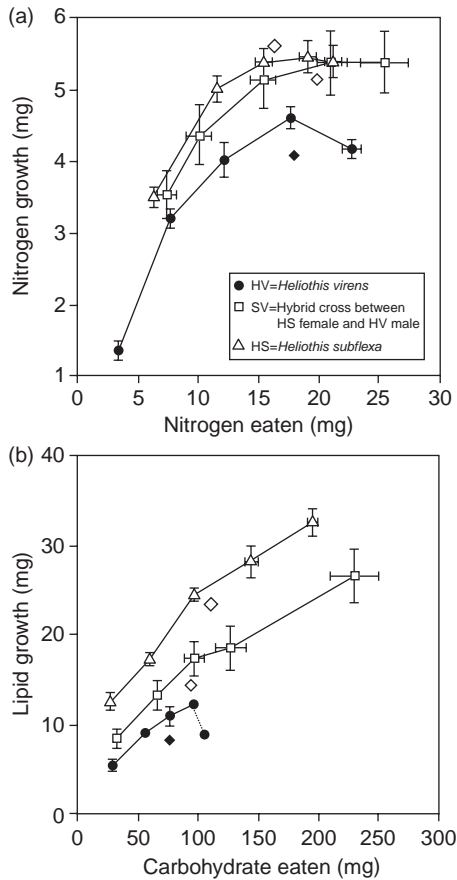 (a)
6
5
4
3
2
1
Nitrogen growth (mg)
HV=Heliothis virens
SV=Hybrid cross between
HS female and HV male
HS=Heliothis subflexa
0 5 10 15 20 25 30
Nitrogen eaten (mg)
(b)
40
30
20
10
0
Lipid growth (mg)
0 50 100 150 200 250 300
Carbohydrate eaten (mg)